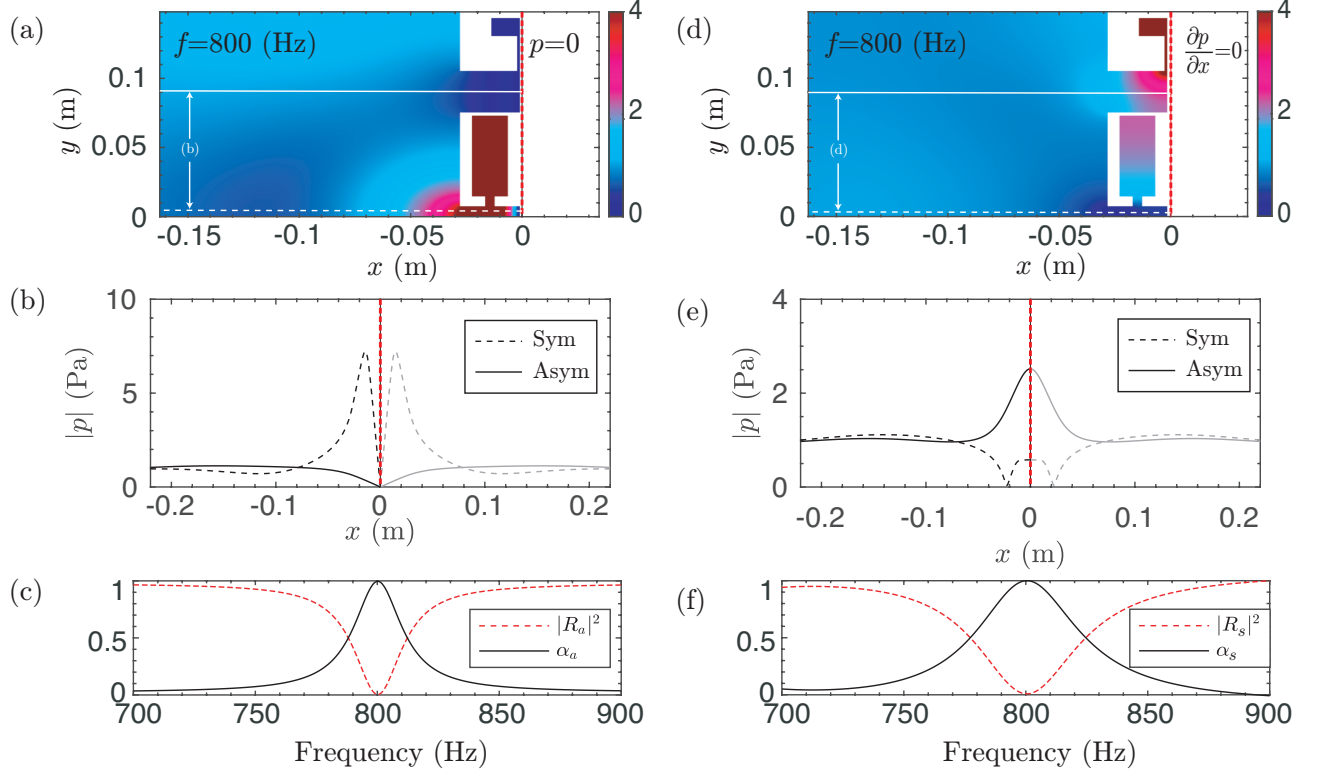 (a)
f=800 (Hz)
p=0
(b)
y (m)
0.1
0.05
0
-0.15
-0.1
-0.05
0
x (m)
4
2
0
(d)
f=800 (Hz)
∂p/∂x=0
(d)
y (m)
0.1
0.05
0
-0.15
-0.1
-0.05
0
x (m)
4
2
0
(b)
|p| (Pa)
10
5
0
Sym
Asym
-0.2
-0.1
0
0.1
0.2
x (m)
(e)
|p| (Pa)
4
2
0
Sym
Asym
-0.2
-0.1
0
0.1
0.2
x (m)
(c)
1
0.5
0
|Rₐ|²
αₐ
700
750
800
850
900
Frequency (Hz)
(f)
1
0.5
0
|Rₛ|²
αₛ
700
750
800
850
900
Frequency (Hz)